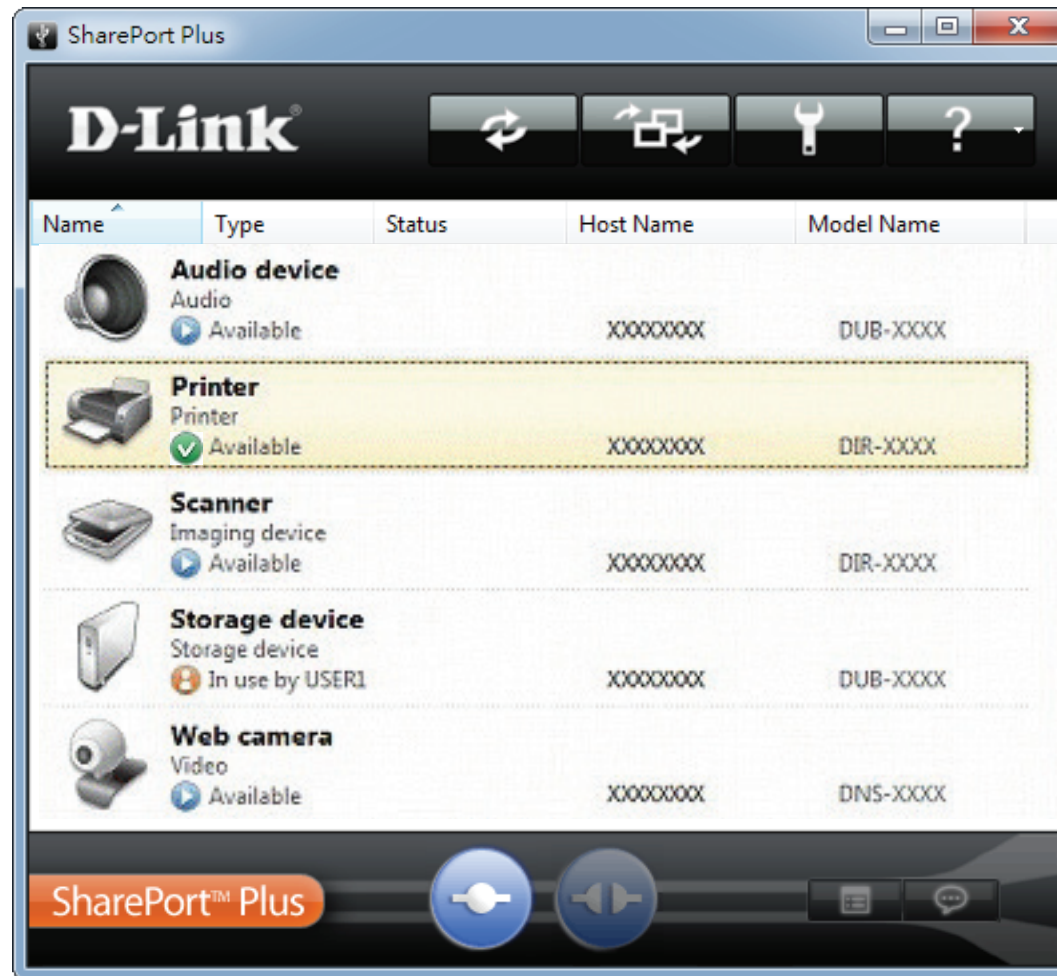 SharePort Plus
D-Link®
?
Name Type Status Host Name Model Name
Audio device
Audio
Available XXXXXXXX DUB-XXXX
Printer
Printer
Available XXXXXXXX DIR-XXXX
Scanner
Imaging device
Available XXXXXXXX DIR-XXXX
Storage device
Storage device
In use by USER1 XXXXXXXX DUB-XXXX
Web camera
Video
Available XXXXXXXX DNS-XXXX
SharePort™ Plus